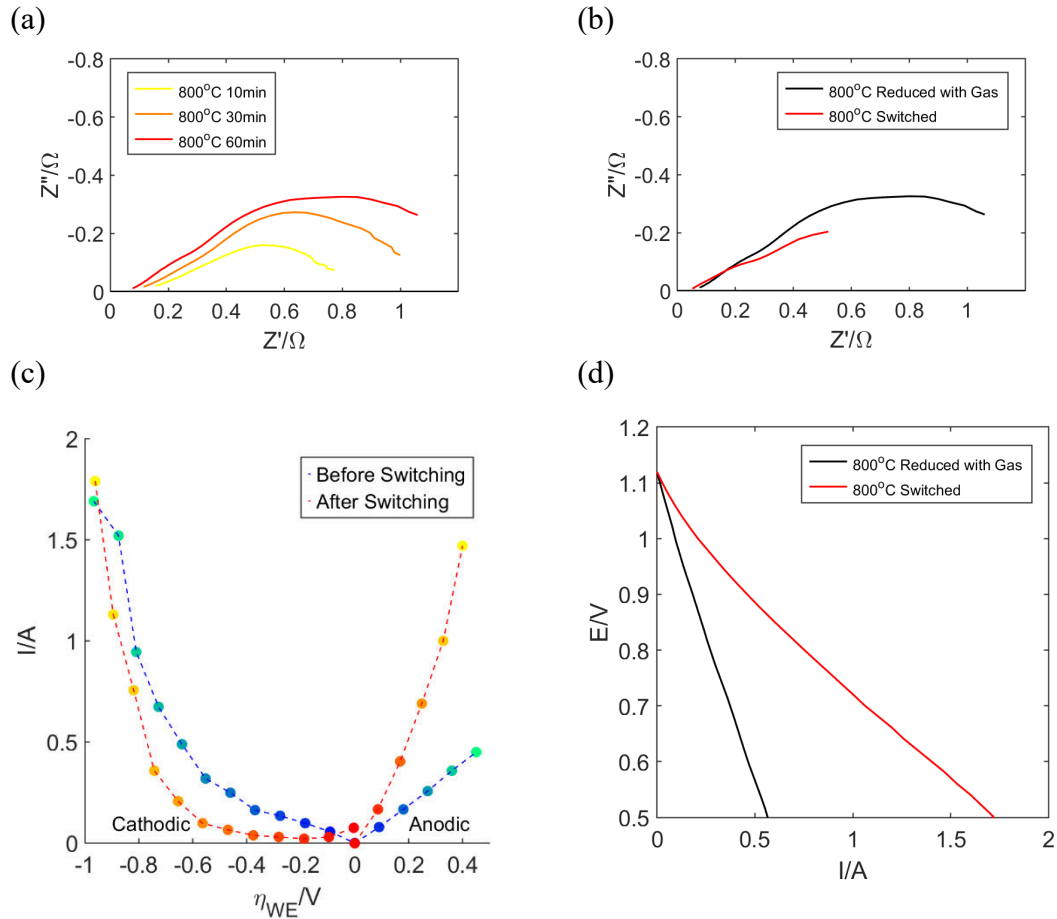 (a)
-0.8
-0.6
-0.4
-0.2
0
Z"/Ω
800°C 10min
800°C 30min
800°C 60min
0 0.2 0.4 0.6 0.8 1
Z'/Ω
(b)
-0.8
-0.6
-0.4
-0.2
0
Z"/Ω
800°C Reduced with Gas
800°C Switched
0 0.2 0.4 0.6 0.8 1
Z'/Ω
(c)
2
1.5
1
0.5
0
I/A
Before Switching
After Switching
Cathodic
Anodic
-1 -0.8 -0.6 -0.4 -0.2 0 0.2 0.4
ηWE/V
(d)
1.2
1.1
1
0.9
0.8
0.7
0.6
0.5
E/V
800°C Reduced with Gas
800°C Switched
0 0.5 1 1.5 2
I/A